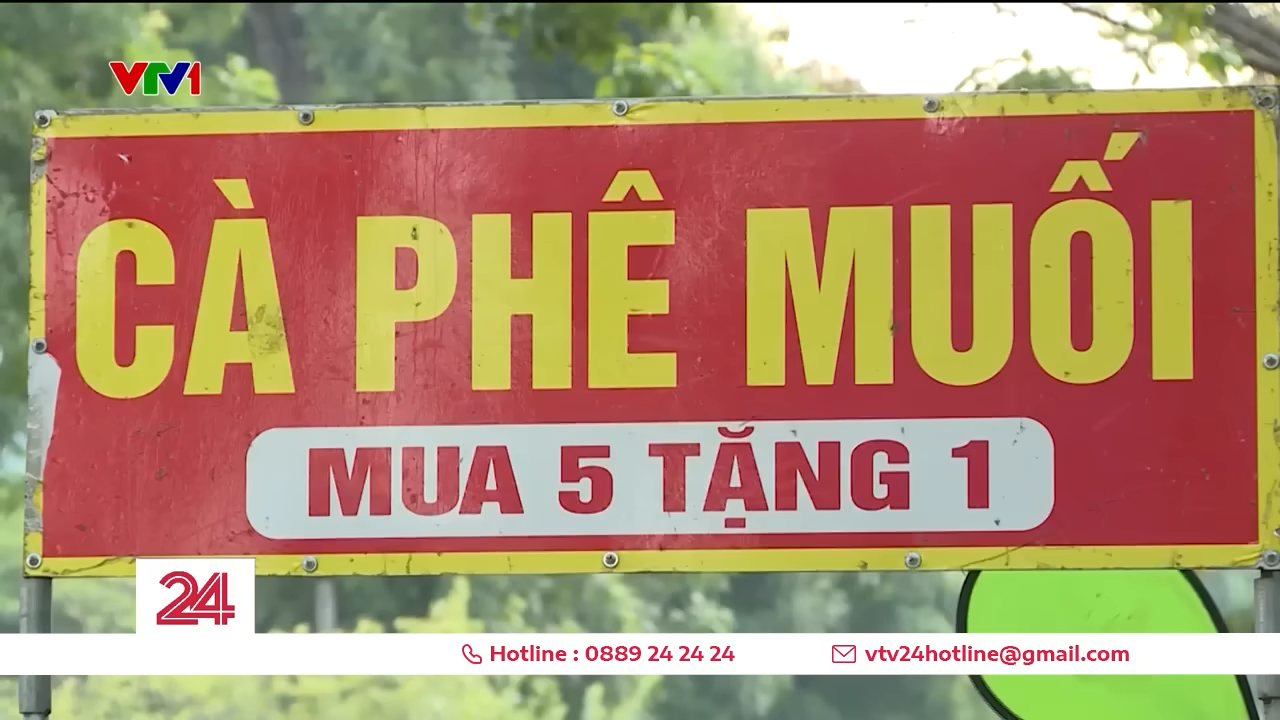 VTV1
CÀ PHÊ MUỐI
MUA 5 TẶNG 1
24
Hotline : 0889 24 24 24
vtv24hotline@gmail.com